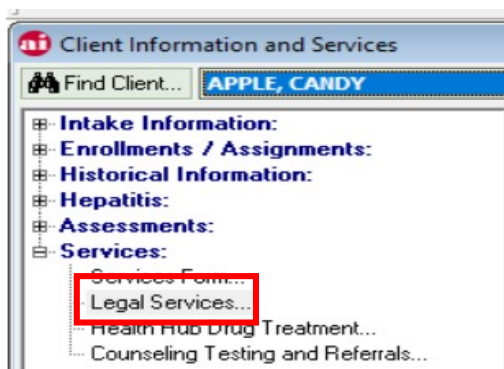 ai Client Information and Services
Find Client... APPLE, CANDY
Intake Information:
Enrollments / Assignments:
Historical Information:
Hepatitis:
Assessments:
Services:
Services Form...
Legal Services...
Health Hub Drug Treatment...
Counseling Testing and Referrals...